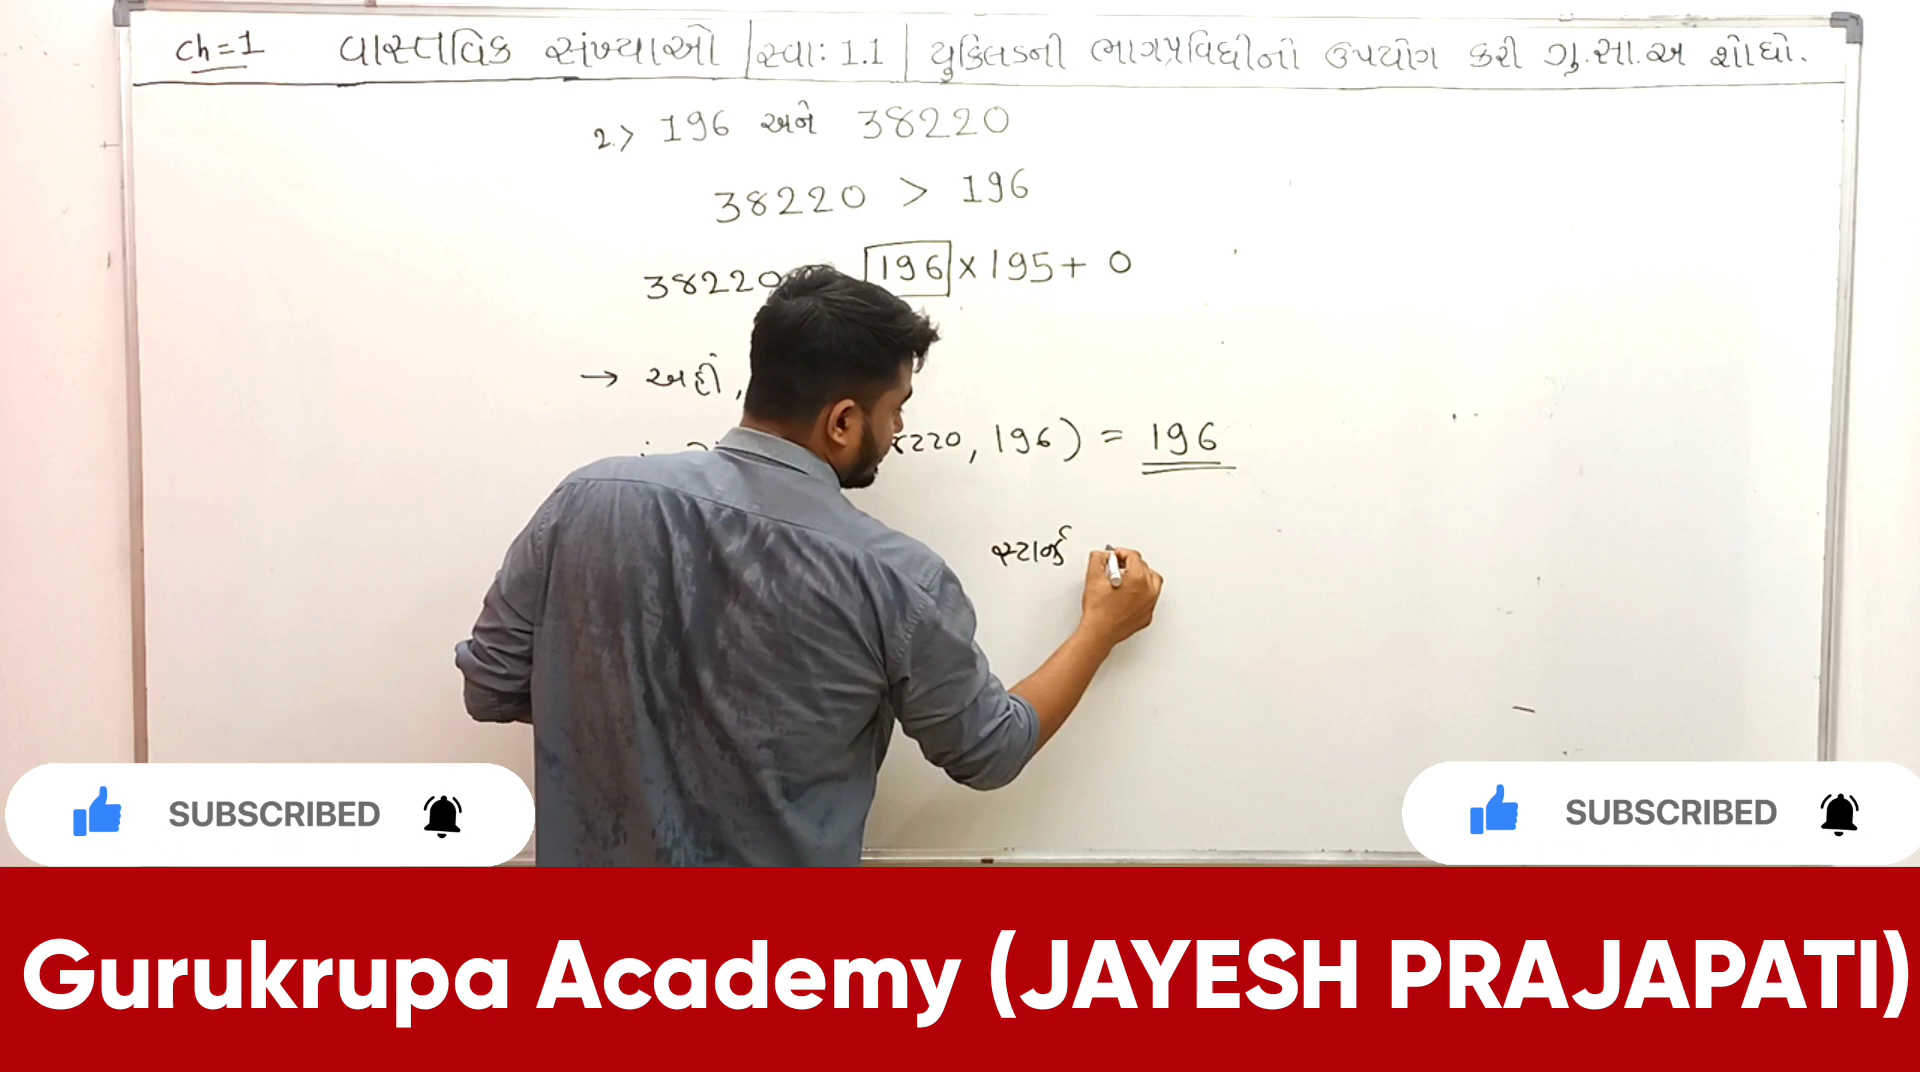 ch = 1 વાસ્તવિક સંખ્યાઓ | સ્વા: 1.1 | યુક્લિડની ભાગપ્રવિધીનો ઉપયોગ કરી ગુ.સા.અ શોધો.
2.> 196 અને 38220
38220 > 196
38220 196 x 195 + 0
→ અહીં,
220, 196) = 196
સ્ટાર્ક
SUBSCRIBED SUBSCRIBED
Gurukrupa Academy (JAYESH PRAJAPATI)